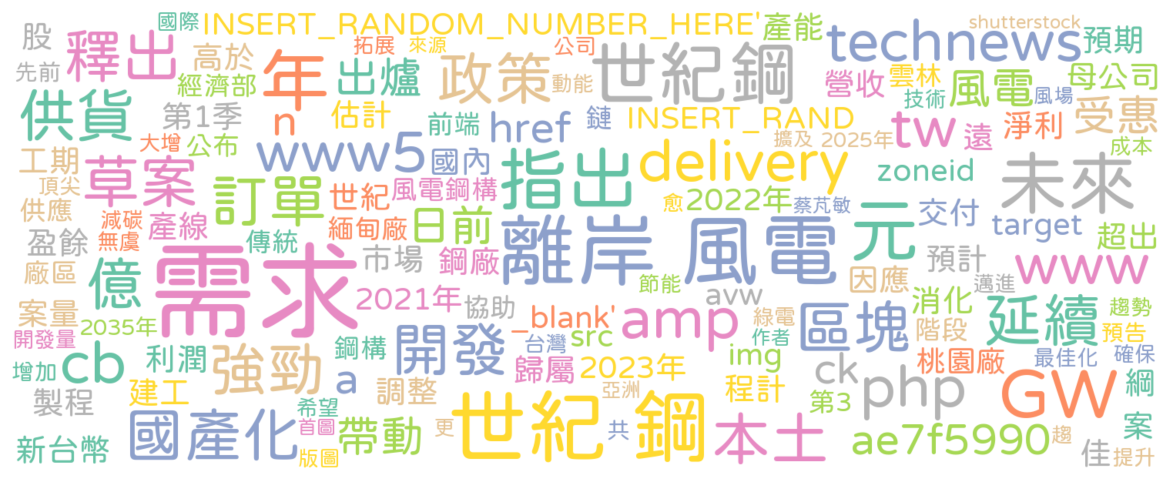 國際 INSERT_RANDOM_NUMBER_HERE' 產能 shutterstock
股 釋出 高於 拓展 來源 公司 世紀鋼 technews 預期
先前 經濟部 年 出爐 政策 動能 營收 雲林 風電 母公司
供貨 第1季 n 估計 前端 href 鏈 INSERT_RAND 技術 風場 受惠
大增 公布 www5 國內 指出 delivery 擴及 2025年 tw 遠 淨利 成本
工期 草案 訂單 世紀 風電鋼構 zoneid 未來
頂尖 供應 減碳 無虞 產線 緬甸廠 日前 愈 2022年 蔡芃敏 元 交付 target 超出
盈餘 傳統 需求 市場 鋼廠 離岸 風電 因應 預計 www
廠區 億 2021年 協助 節能 avw 消化 邁進 趨勢
案量 2035年 開發 _blank' amp 綠電 區塊 階段 延續 預告
開發量 cb 利潤 鋼構 台灣 src 作者 最佳化 確保
增加 強勁 a 歸屬 2023年 img ck 桃園廠 綱
製程 建工 調整 亞洲 程計 第3 php GW
國產化 希望 首圖 帶動 更 世紀 鋼 共 本土 ae7f5990 趨 案
新台幣 版圖 佳 提升